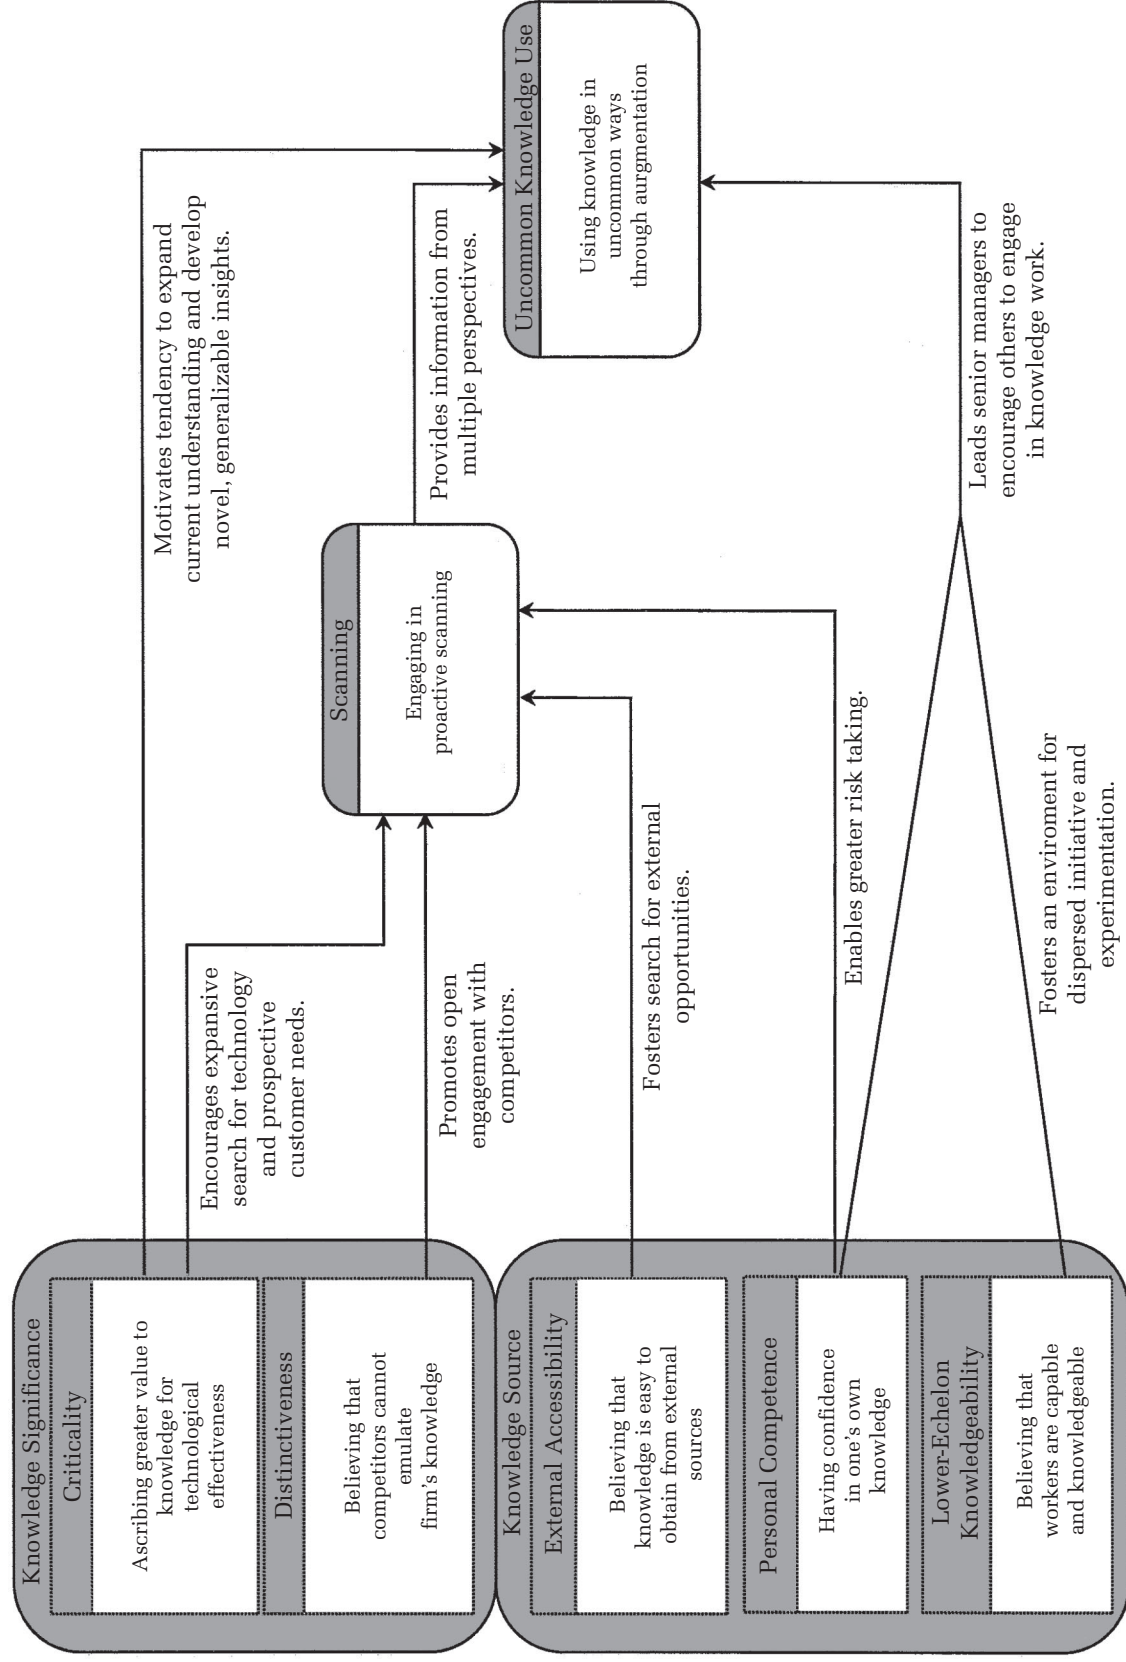 Knowledge Significance
Criticality
Ascribing greater value to
knowledge for
technological
effectiveness
Distinctiveness
Believing that
competitors cannot
emulate
firm's knowledge
Knowledge Source
External Accessibility
Believing that
knowledge is easy to
obtain from external
sources
Personal Competence
Having confidence
in one's own
knowledge
Lower-Echelon
Knowledgeability
Believing that
workers are capable
and knowledgeable
Encourages expansive
search for technology
and prospective
customer needs.
Promotes open
engagement with
competitors.
Fosters search for external
opportunities.
Enables greater risk taking.
Fosters an enviroment for
dispersed initiative and
experimentation.
Scanning
Engaging in
proactive scanning
Motivates tendency to expand
current understanding and develop
novel, generalizable insights.
Provides information from
multiple perspectives.
Leads senior managers to
encourage others to engage
in knowledge work.
Uncommon Knowledge Use
Using knowledge in
uncommon ways
through aurgmentation